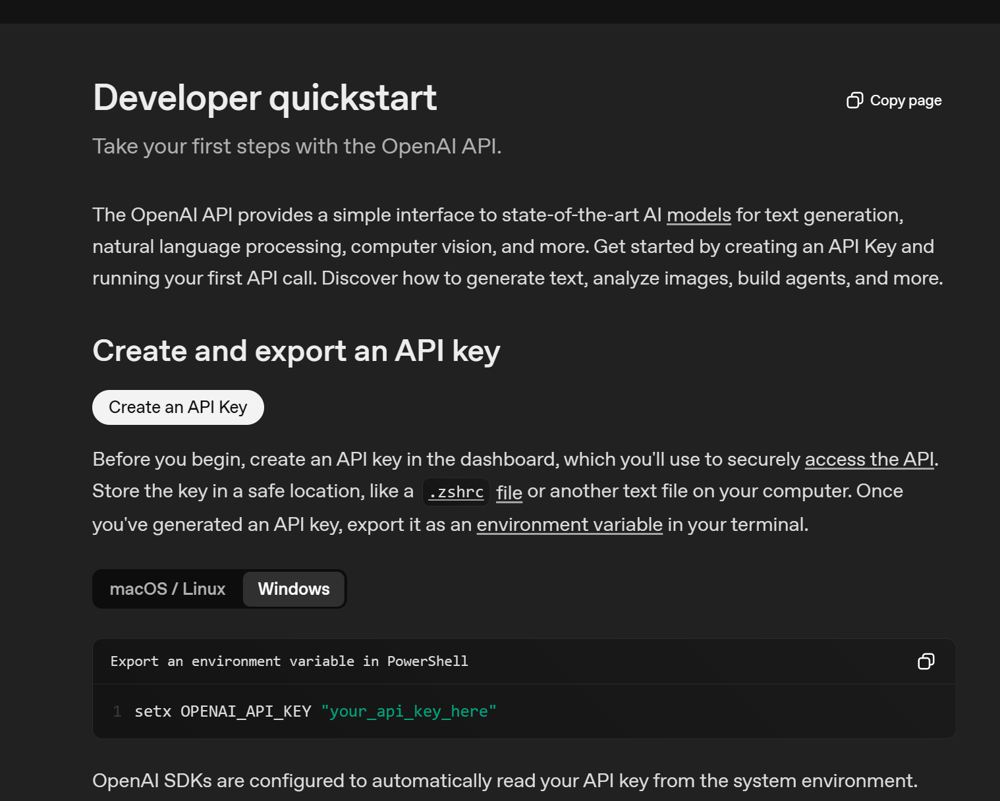 Developer quickstart
Copy page
Take your first steps with the OpenAI API.
The OpenAI API provides a simple interface to state-of-the-art AI models for text generation,
natural language processing, computer vision, and more. Get started by creating an API Key and
running your first API call. Discover how to generate text, analyze images, build agents, and more.
Create and export an API key
Create an API Key
Before you begin, create an API key in the dashboard, which you'll use to securely access the API.
Store the key in a safe location, like a .zshrc file or another text file on your computer. Once
you've generated an API key, export it as an environment variable in your terminal.
macOS / Linux Windows
Export an environment variable in PowerShell
1 setx OPENAI_API_KEY "your_api_key_here"
OpenAI SDKs are configured to automatically read your API key from the system environment.